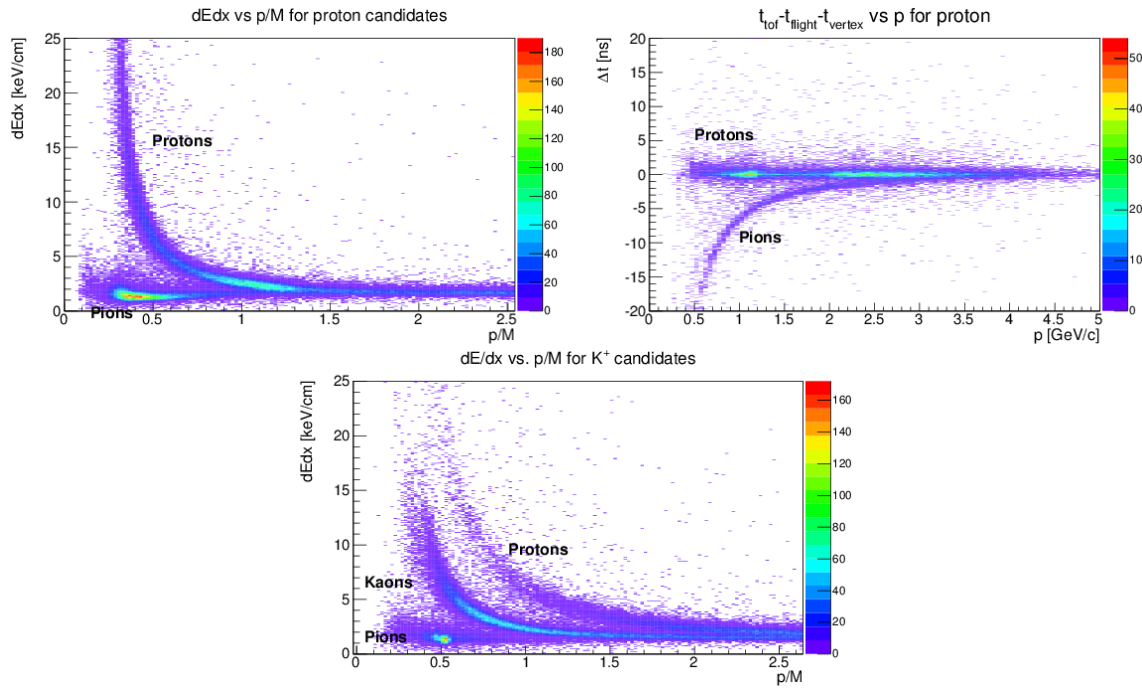 dEdx vs p/M for proton candidates
dEdx [keV/cm]
25
20
15
10
5
0
0 0.5 1 1.5 2 2.5
p/M
Protons
Pions
180
160
140
120
100
80
60
40
20
0
t_tof-t_flight-t_vertex vs p for proton
Δt [ns]
20
15
10
5
0
-5
-10
-15
-20
0 0.5 1 1.5 2 2.5 3 3.5 4 4.5 5
p [GeV/c]
Protons
Pions
50
40
30
20
10
0
dE/dx vs. p/M for K⁺ candidates
dEdx [keV/cm]
25
20
15
10
5
0
0 0.5 1 1.5 2 2.5
p/M
Protons
Kaons
Pions
160
140
120
100
80
60
40
20
0